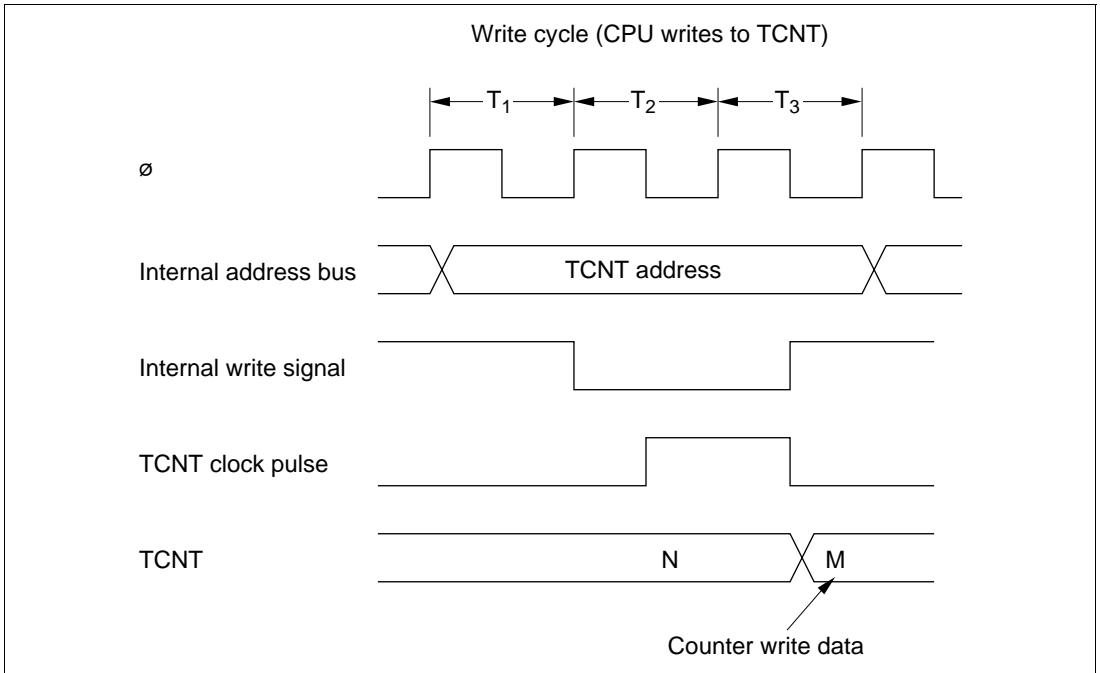 Write cycle (CPU writes to TCNT)
T1 T2 T3
ø
Internal address bus TCNT address
Internal write signal
TCNT clock pulse
TCNT N M
Counter write data